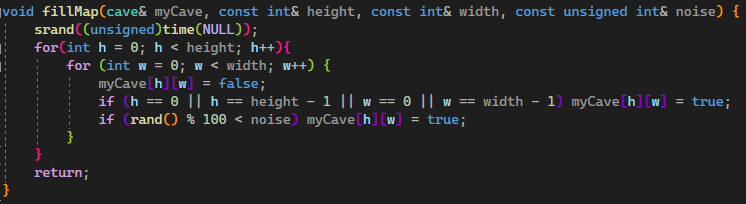 void fillMap(cave& myCave, const int& height, const int& width, const unsigned int& noise) {
    srand((unsigned)time(NULL));
    for(int h = 0; h < height; h++){
        for (int w = 0; w < width; w++) {
            myCave[h][w] = false;
            if (h == 0 || h == height - 1 || w == 0 || w == width - 1) myCave[h][w] = true;
            if (rand() % 100 < noise) myCave[h][w] = true;
        }
    }
    return;
}